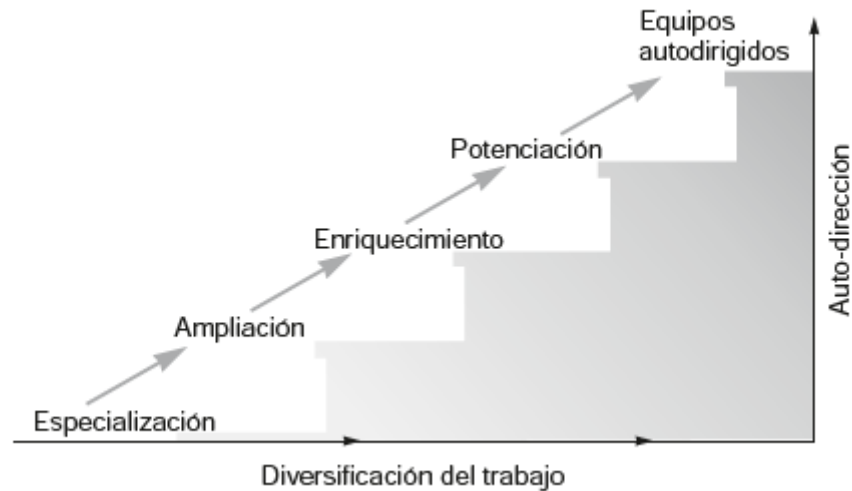 Equipos
autodirigidos
Potenciación
Enriquecimiento
Ampliación
Especialización
Auto-dirección
Diversificación del trabajo